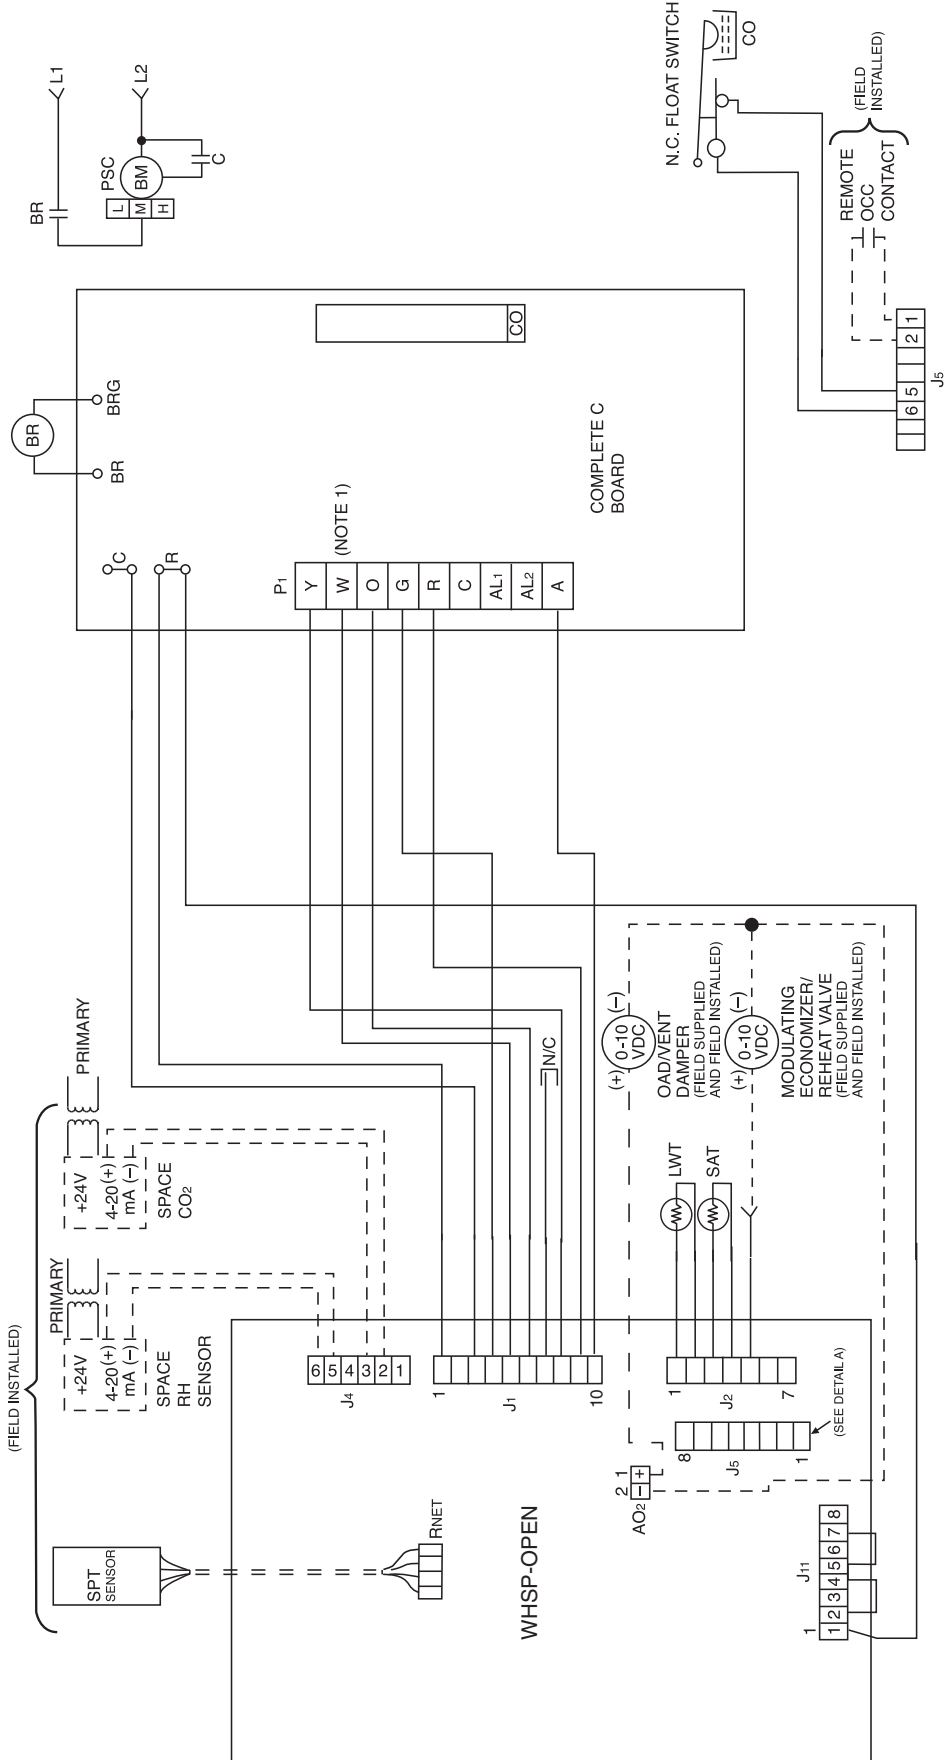 L1
L2
BR
PSC
BM
C
L
M
H
N.C. FLOAT SWITCH
CO
(FIELD
INSTALLED)
REMOTE
OCC
CONTACT
2 1
6 5
J5
BR
BR
BRG
C
R
CO
COMPLETE C
BOARD
(NOTE 1)
P1
Y
W
O
G
R
C
AL1
AL2
A
(FIELD INSTALLED)
PRIMARY
+24V
4-20(+)
mA (−)
SPACE
CO2
PRIMARY
+24V
4-20(+)
mA (−)
SPACE
RH
SENSOR
SPT
SENSOR
6
5
4
3
2
1
J4
1
10
J1
N/C
(+)
0-10
VDC
(−)
OAD/VENT
DAMPER
(FIELD SUPPLIED
AND FIELD INSTALLED)
(+)
0-10
VDC
(−)
MODULATING
ECONOMIZER/
REHEAT VALVE
(FIELD SUPPLIED
AND FIELD INSTALLED)
LWT
SAT
1
7
J2
8
1
J5
(SEE DETAIL A)
2 1
− +
AO2
RNET
WHSP-OPEN
J11
1
1 2 3 4 5 6 7 8